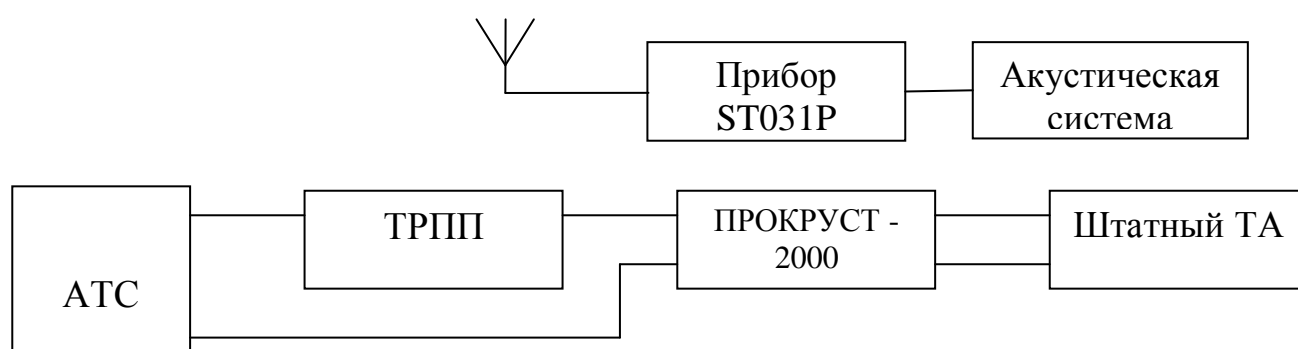 Прибор
ST031P
Акустическая
система
АТС
ТРПП
ПРОКРУСТ -
2000
Штатный ТА